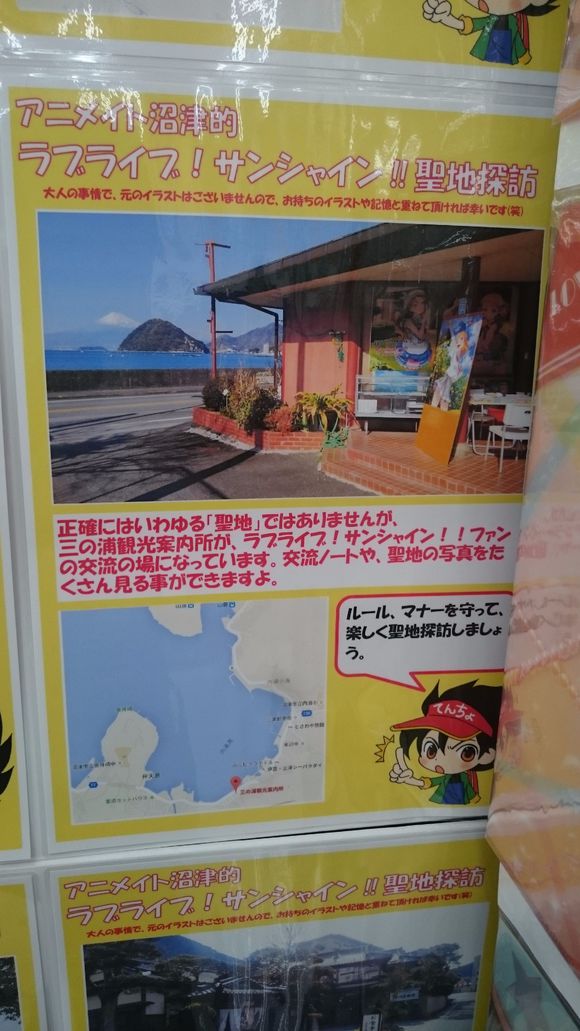 アニメイト沼津的
ラブライブ!サンシャイン!!聖地探訪
大人の事情で、元のイラストはございませんので、お持ちのイラストや記憶と重ねて頂ければ幸いです(笑)
正確にはいわゆる「聖地」ではありませんが、
三の浦観光案内所が、ラブライブ!サンシャイン!!ファン
の交流の場になっています。交流ノートや、聖地の写真をた
くさん見る事ができますよ。
ルール、マナーを守って、
楽しく聖地探訪しましょ
う。
てんちょ
三の浦観光案内所
アニメイト沼津的
ラブライブ!サンシャイン!!聖地探訪
大人の事情で、元のイラストはございませんので、お持ちのイラストや記憶と重ねて頂ければ幸いです(笑)